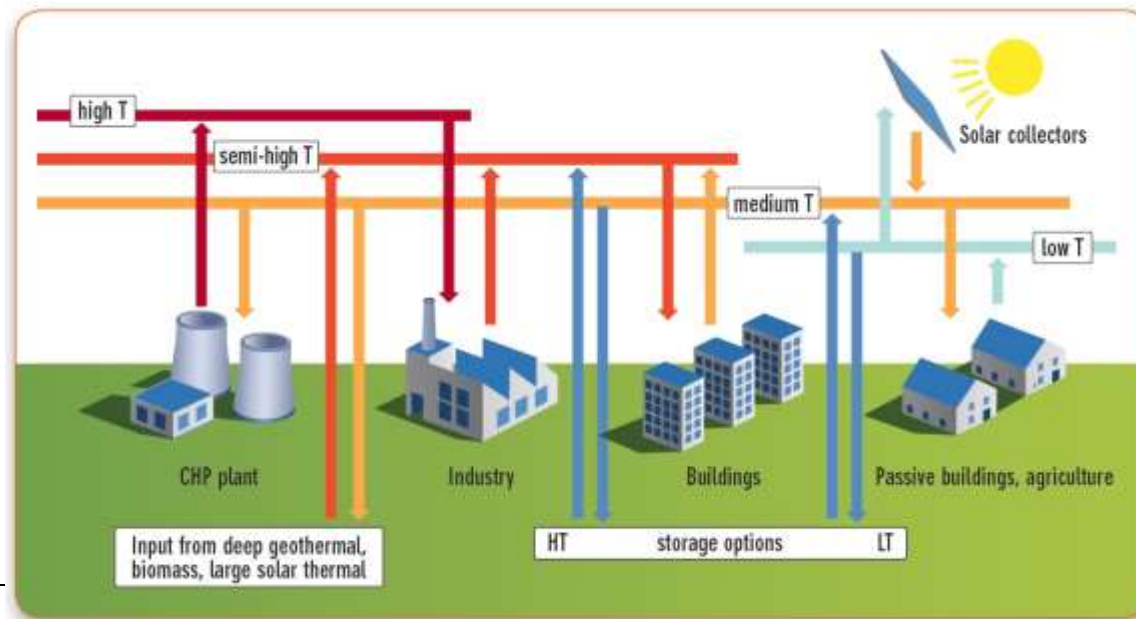 high T
Solar collectors
semi-high T
medium T
low T
CHP plant
Industry
Buildings
Passive buildings, agriculture
Input from deep geothermal,
biomass, large solar thermal
HT storage options LT